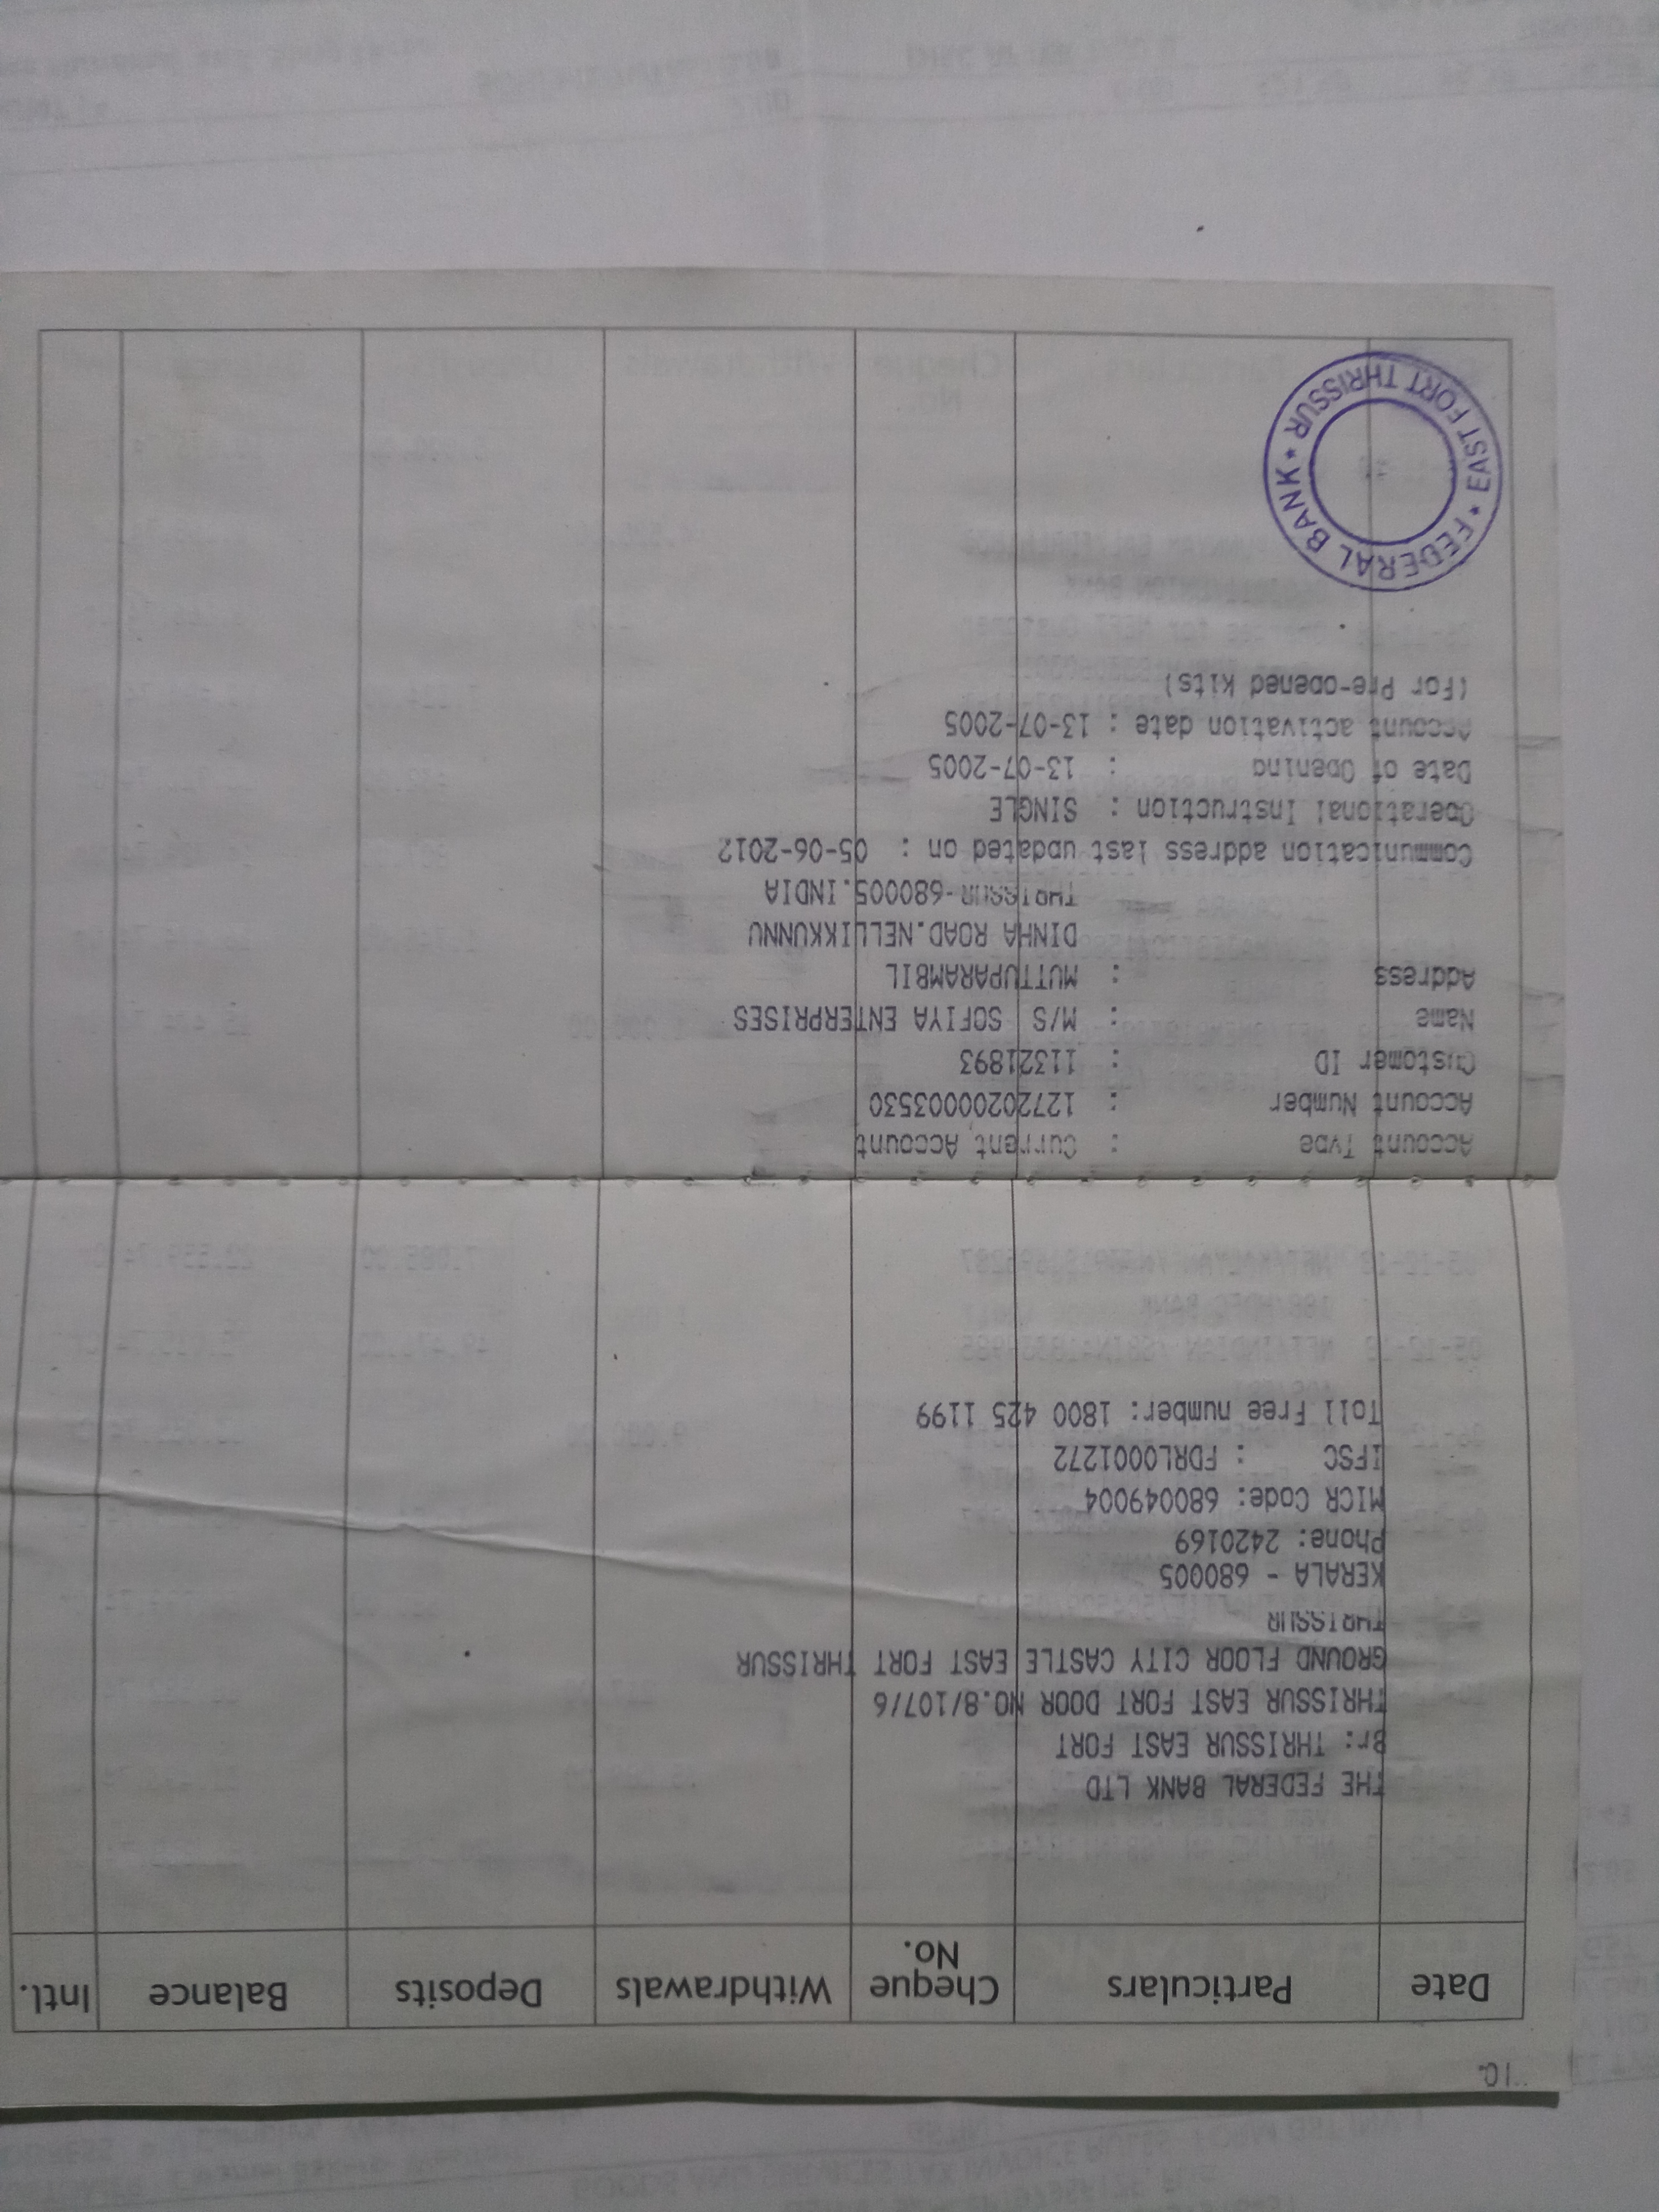 10.
Date Particulars Cheque No. Withdrawals Deposits Balance Intl.
THE FEDERAL BANK LTD
Br: THRISSUR EAST FORT
THRISSUR EAST FORT DOOR NO.8/107/6
GROUND FLOOR CITY CASTLE EAST FORT THRISSUR
THRISSUR
KERALA - 680005
Phone: 2420169
MICR Code: 680049004
IFSC : FDRL0001272
Toll Free number: 1800 425 1199
Account Type : Current Account
Account Number : 12720200003530
Customer ID : 11321893
Name : M/S SOFIYA ENTERPRISES
Address : MUTTUPARAMBIL
DINHA ROAD.NELLIKKUNNU
THRISSUR-680005.INDIA
Communication address last updated on : 05-06-2012
Operational Instruction : SINGLE
Date of Opening : 13-07-2005
Account activation date : 13-07-2005
(For Pre-opened kits)
* FEDERAL BANK *
EAST FORT THRISSUR